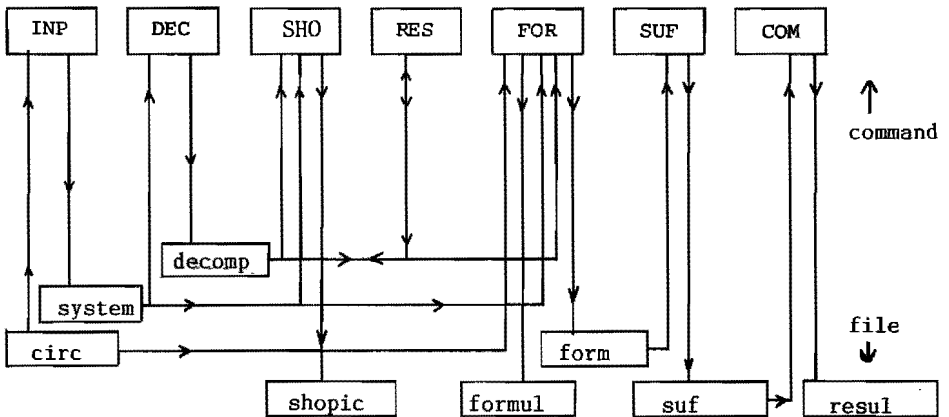 INP
DEC
SHO
RES
FOR
SUF
COM
command
decomp
system
file
circ
form
shopic
formul
suf
resul